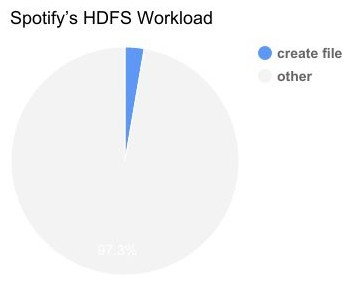 Spotify's HDFS Workload
create file
other
97.3%